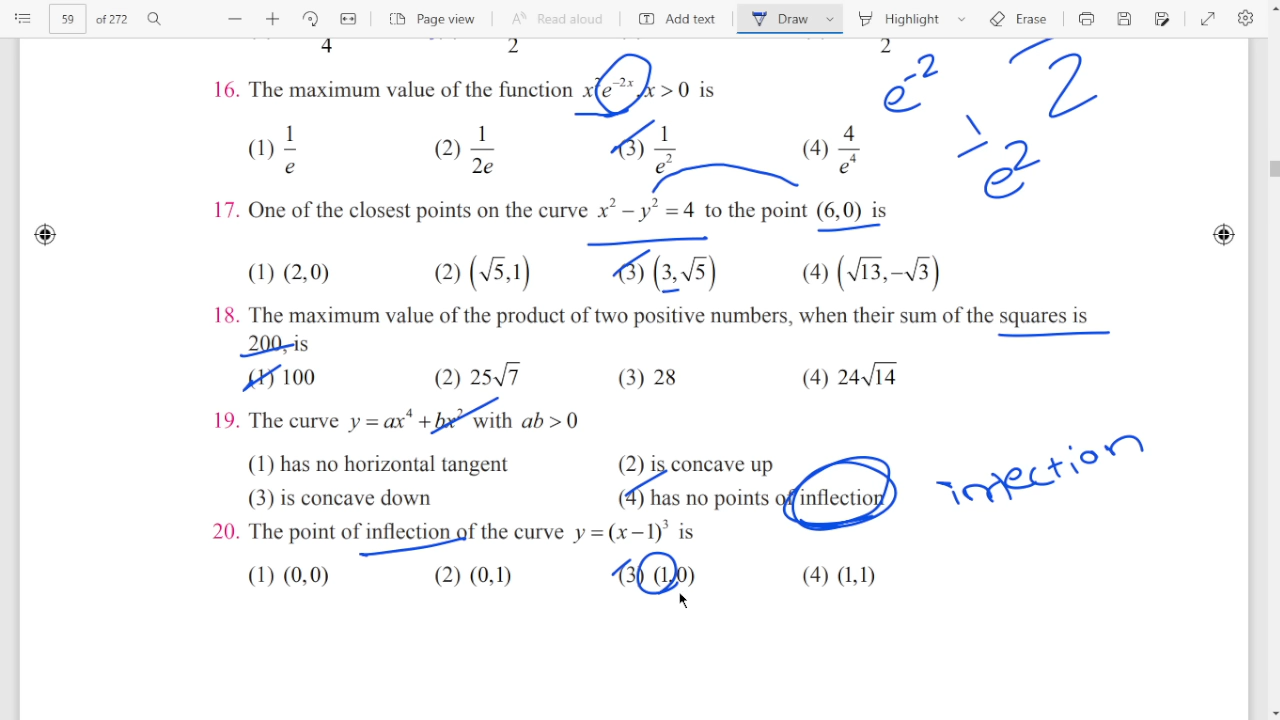 59 of 272 Page view Read aloud Add text Draw Highlight Erase
4 2 2
16. The maximum value of the function x²e⁻²ˣ, x > 0 is
(1) 1/e (2) 1/2e (3) 1/e² (4) 4/e⁴
e⁻² 2
1/e²
17. One of the closest points on the curve x² − y² = 4 to the point (6,0) is
(1) (2,0) (2) (√5,1) (3) (3,√5) (4) (√13,−√3)
18. The maximum value of the product of two positive numbers, when their sum of the squares is
200, is
(1) 100 (2) 25√7 (3) 28 (4) 24√14
19. The curve y = ax⁴ + bx² with ab > 0
(1) has no horizontal tangent (2) is concave up
(3) is concave down (4) has no points of inflection
20. The point of inflection of the curve y = (x−1)³ is
(1) (0,0) (2) (0,1) (3) (1,0) (4) (1,1)